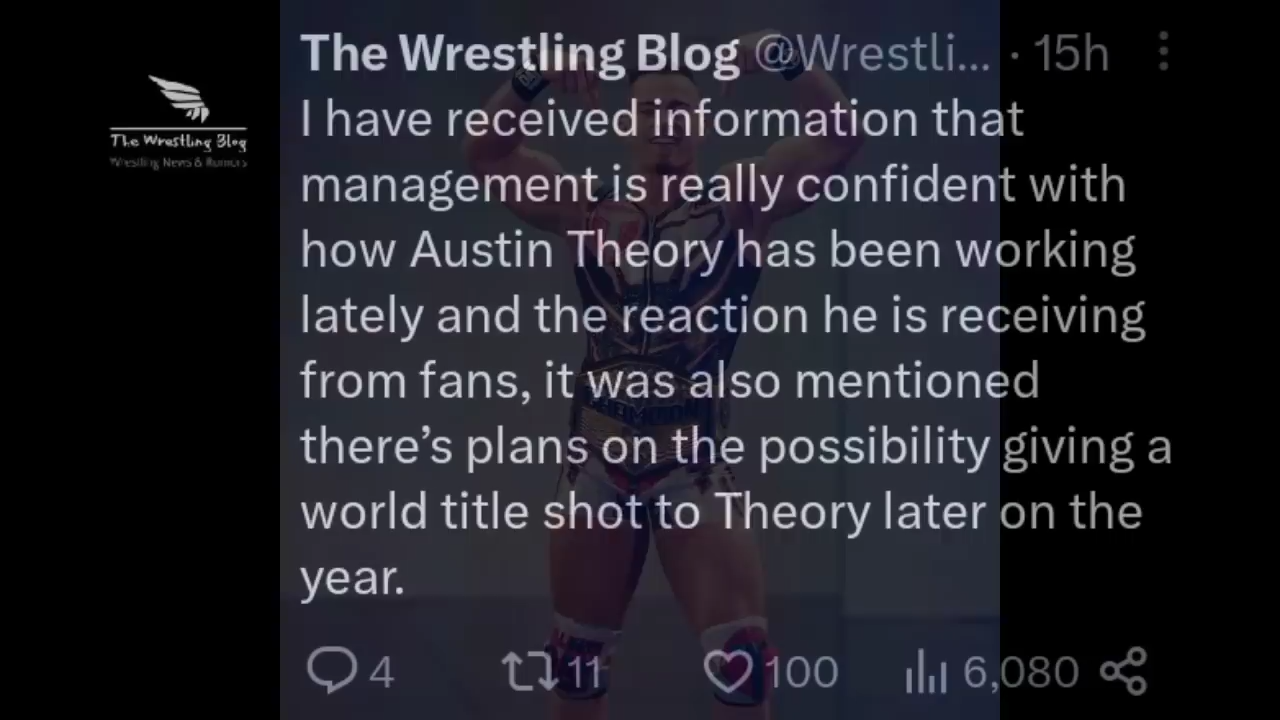 The Wrestling Blog @Wrestli... · 15h
The Wrestling Blog
Wrestling News & Rumors
I have received information that
management is really confident with
how Austin Theory has been working
lately and the reaction he is receiving
from fans, it was also mentioned
there’s plans on the possibility giving a
world title shot to Theory later on the
year.
4 11 100 6,080